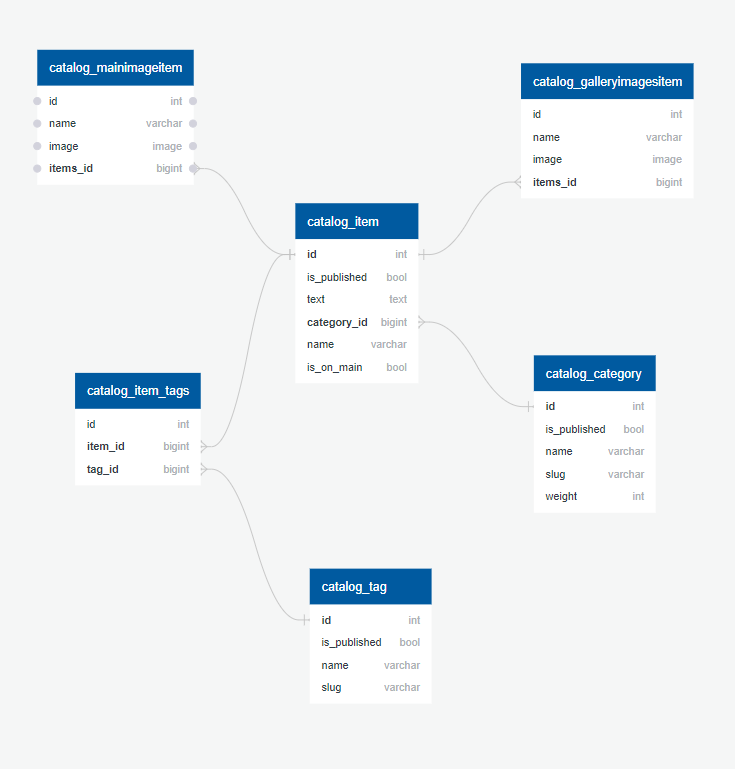 catalog_mainimageitem
id int
name varchar
image image
items_id bigint
catalog_galleryimagesitem
id int
name varchar
image image
items_id bigint
catalog_item
id int
is_published bool
text text
category_id bigint
name varchar
is_on_main bool
catalog_category
id int
is_published bool
name varchar
slug varchar
weight int
catalog_item_tags
id int
item_id bigint
tag_id bigint
catalog_tag
id int
is_published bool
name varchar
slug varchar